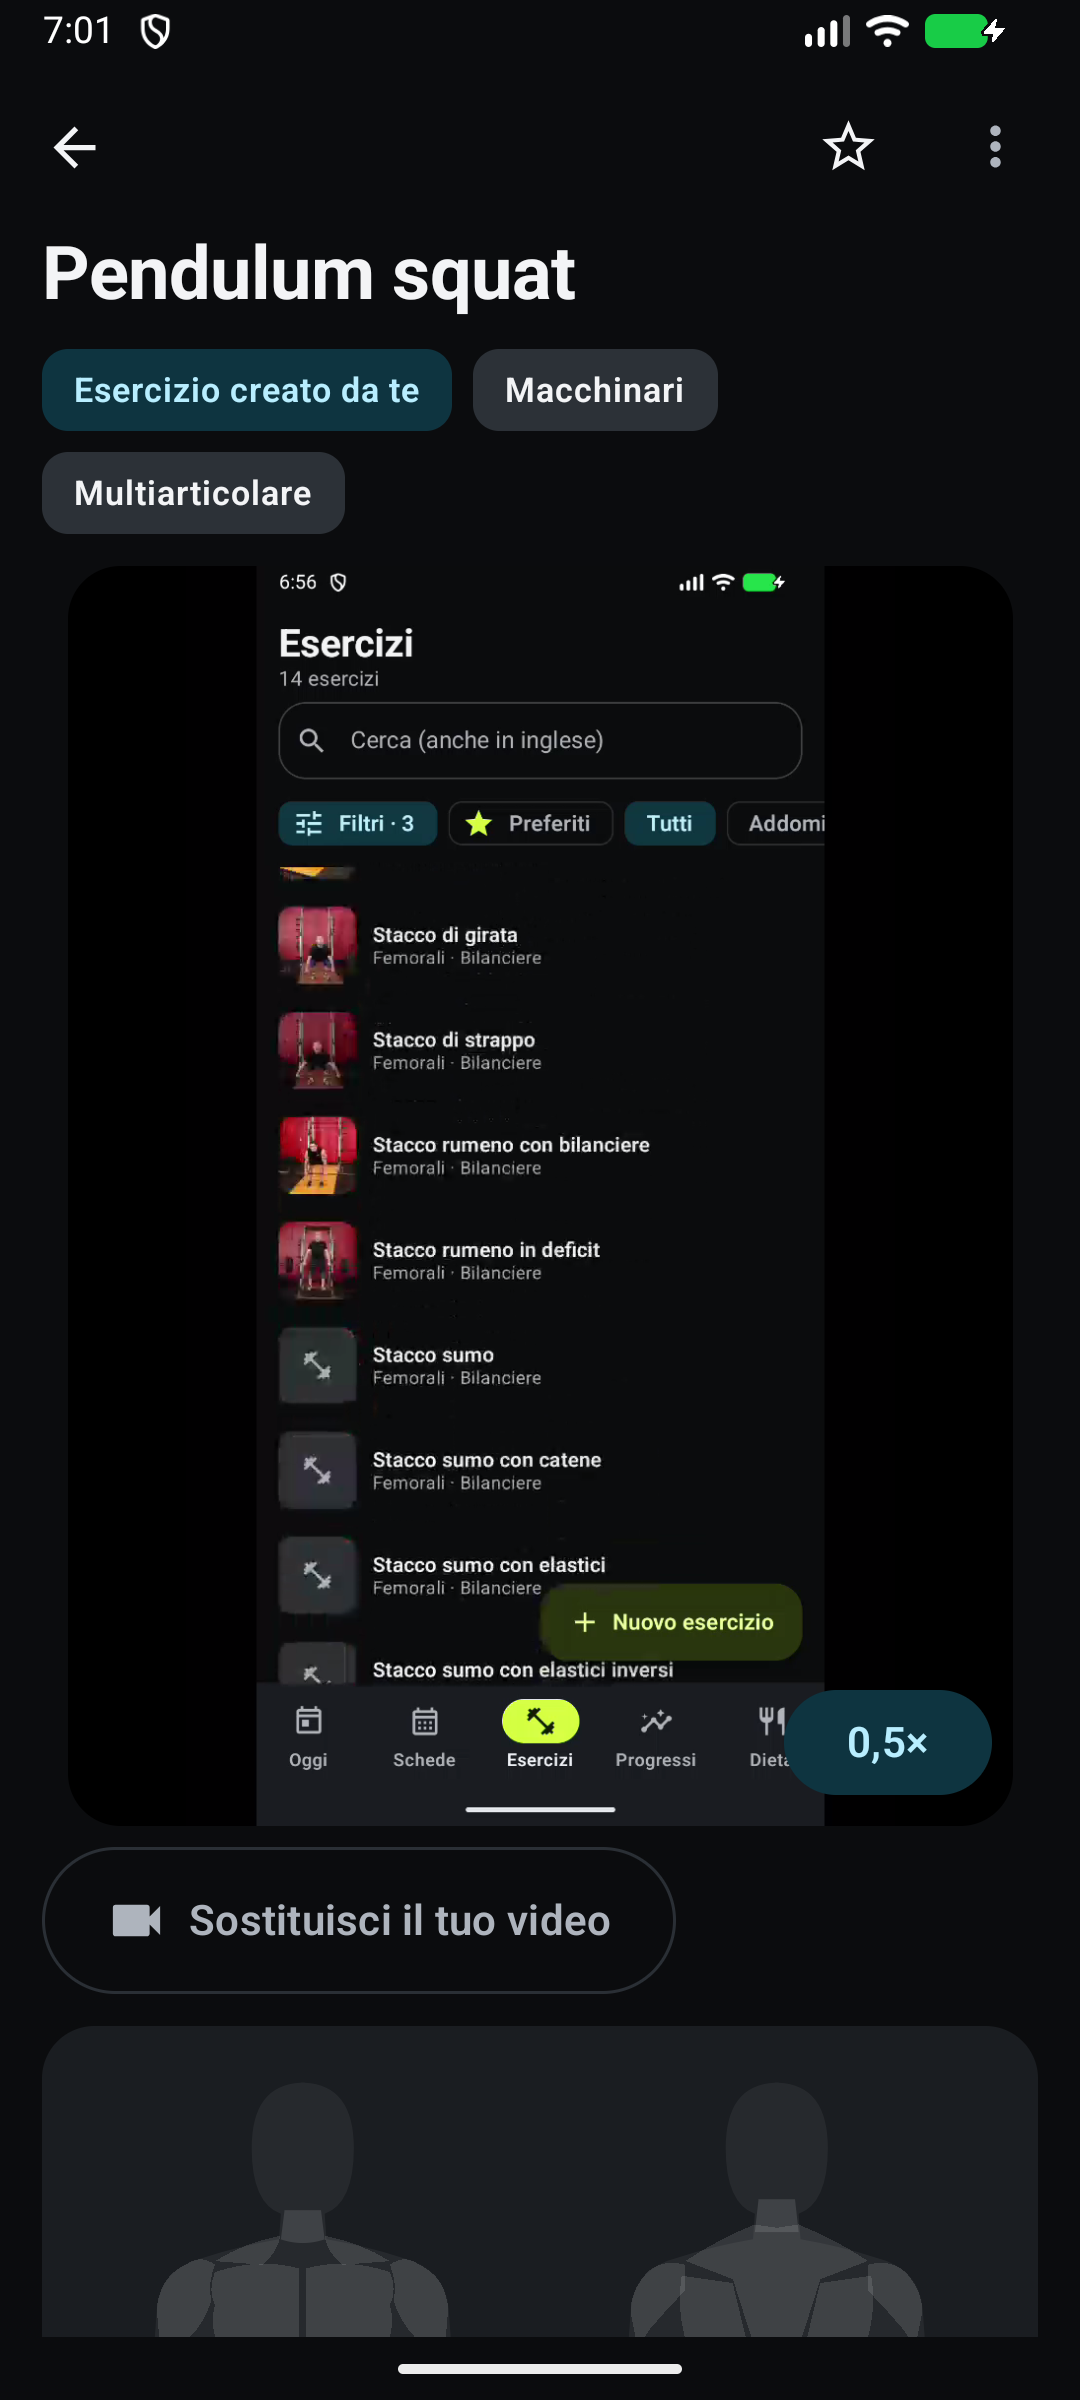 7:01
Pendulum squat
Esercizio creato da te
Macchinari
Multiarticolare
6:56
Esercizi
14 esercizi
Cerca (anche in inglese)
Filtri · 3
Preferiti
Tutti
Addomi
Stacco di girata
Femorali · Bilanciere
Stacco di strappo
Femorali · Bilanciere
Stacco rumeno con bilanciere
Femorali · Bilanciere
Stacco rumeno in deficit
Femorali · Bilanciere
Stacco sumo
Femorali · Bilanciere
Stacco sumo con catene
Femorali · Bilanciere
Stacco sumo con elastici
Femorali · Bilanciere
+ Nuovo esercizio
Stacco sumo con elastici inversi
Oggi
Schede
Esercizi
Progressi
Dieta
0,5×
Sostituisci il tuo video